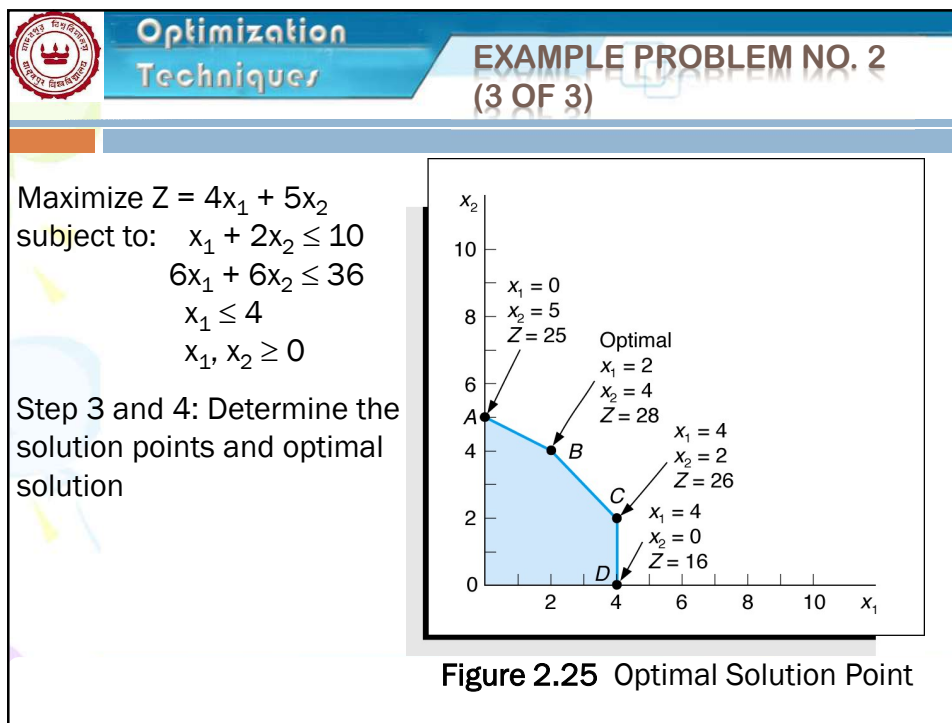 Optimization
Techniques
EXAMPLE PROBLEM NO. 2
(3 OF 3)
Maximize Z = 4x₁ + 5x₂
subject to: x₁ + 2x₂ ≤ 10
6x₁ + 6x₂ ≤ 36
x₁ ≤ 4
x₁, x₂ ≥ 0
Step 3 and 4: Determine the
solution points and optimal
solution
x₂
10
8
6
4
2
0
x₁ = 0
x₂ = 5
Z = 25
Optimal
x₁ = 2
x₂ = 4
Z = 28
x₁ = 4
x₂ = 2
Z = 26
x₁ = 4
x₂ = 0
Z = 16
A
B
C
D
2 4 6 8 10 x₁
Figure 2.25 Optimal Solution Point